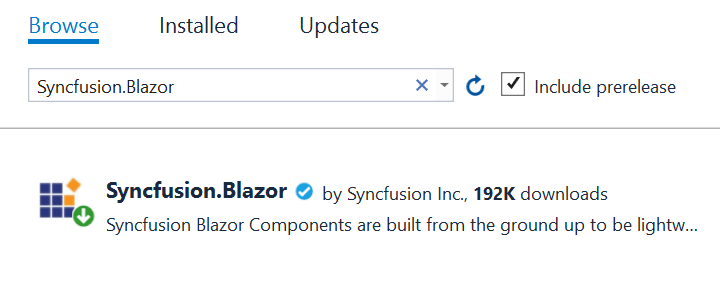 Browse Installed Updates
Syncfusion.Blazor Include prerelease
Syncfusion.Blazor by Syncfusion Inc., 192K downloads
Syncfusion Blazor Components are built from the ground up to be lightw...